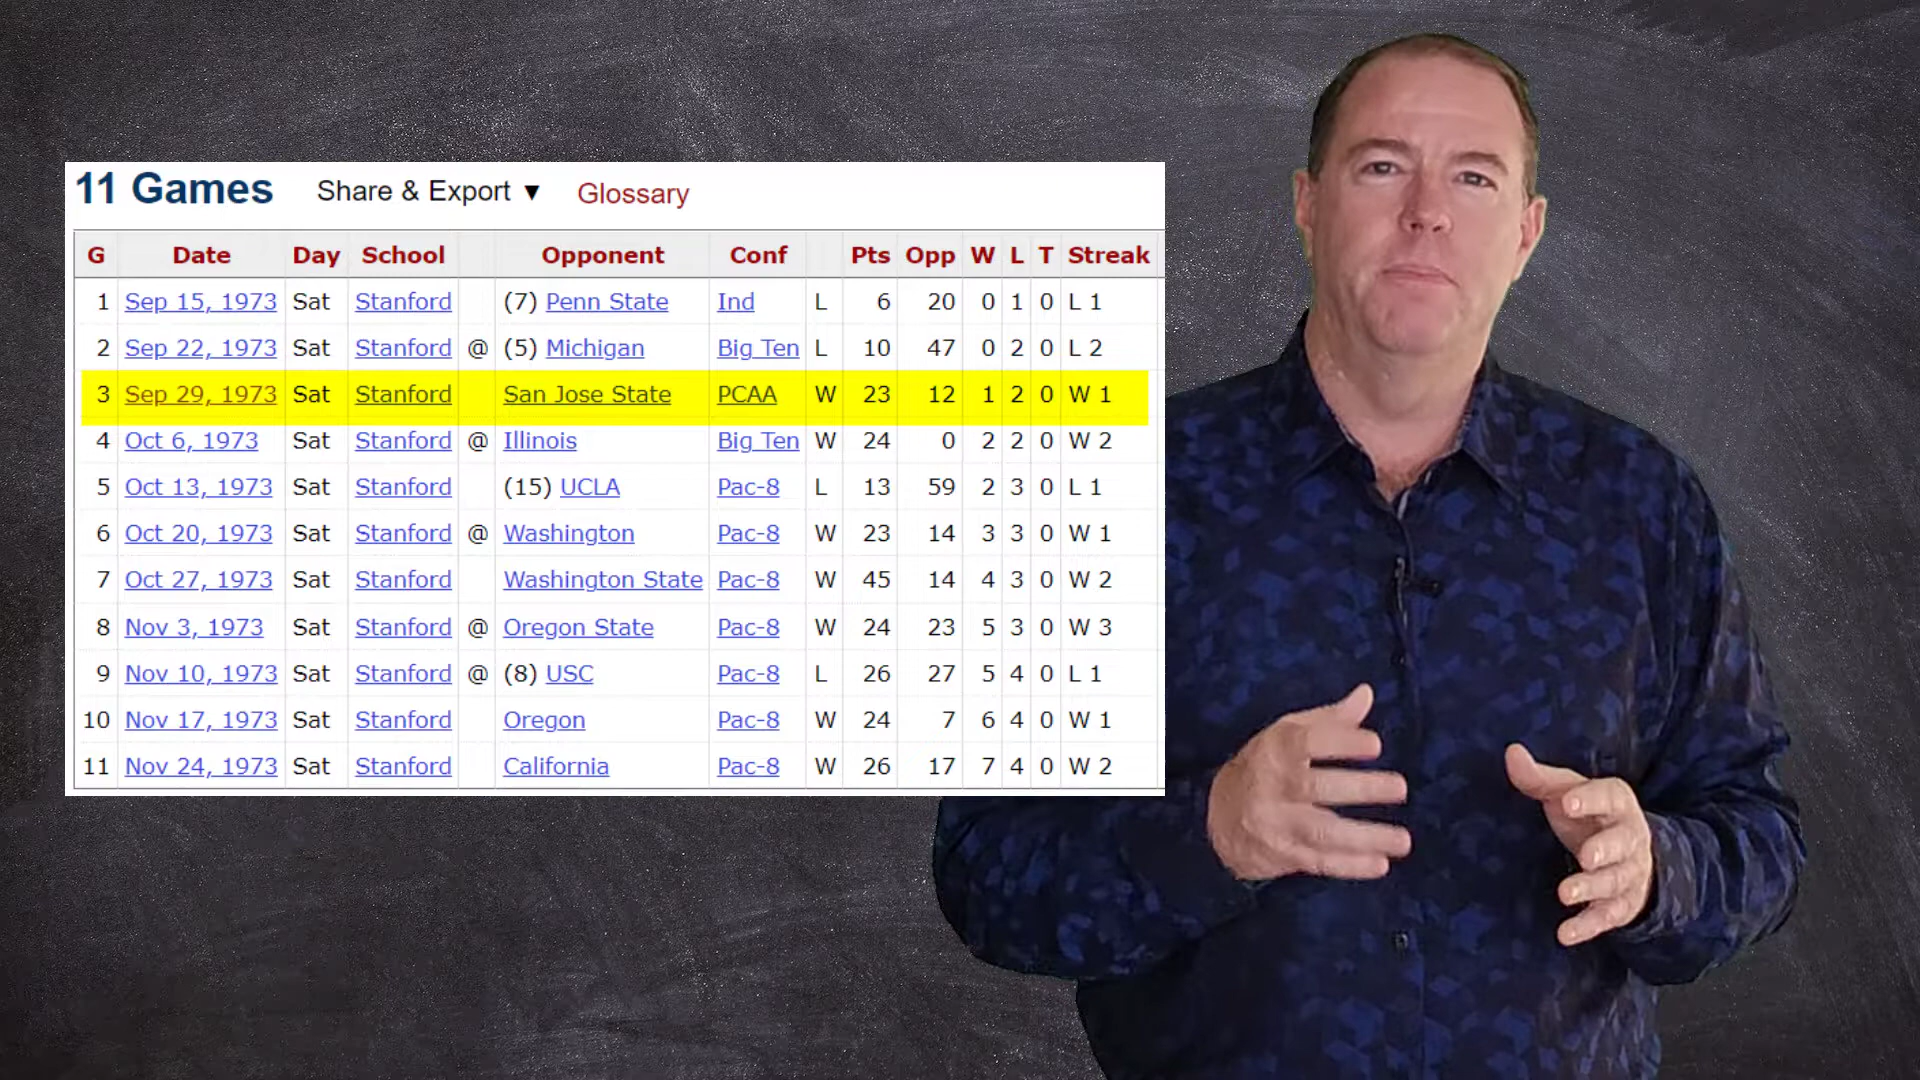 11 Games Share & Export ▼ Glossary
G Date Day School Opponent Conf Pts Opp W L T Streak
1 Sep 15, 1973 Sat Stanford (7) Penn State Ind L 6 20 0 1 0 L 1
2 Sep 22, 1973 Sat Stanford @ (5) Michigan Big Ten L 10 47 0 2 0 L 2
3 Sep 29, 1973 Sat Stanford San Jose State PCAA W 23 12 1 2 0 W 1
4 Oct 6, 1973 Sat Stanford @ Illinois Big Ten W 24 0 2 2 0 W 2
5 Oct 13, 1973 Sat Stanford (15) UCLA Pac-8 L 13 59 2 3 0 L 1
6 Oct 20, 1973 Sat Stanford @ Washington Pac-8 W 23 14 3 3 0 W 1
7 Oct 27, 1973 Sat Stanford Washington State Pac-8 W 45 14 4 3 0 W 2
8 Nov 3, 1973 Sat Stanford @ Oregon State Pac-8 W 24 23 5 3 0 W 3
9 Nov 10, 1973 Sat Stanford @ (8) USC Pac-8 L 26 27 5 4 0 L 1
10 Nov 17, 1973 Sat Stanford Oregon Pac-8 W 24 7 6 4 0 W 1
11 Nov 24, 1973 Sat Stanford California Pac-8 W 26 17 7 4 0 W 2